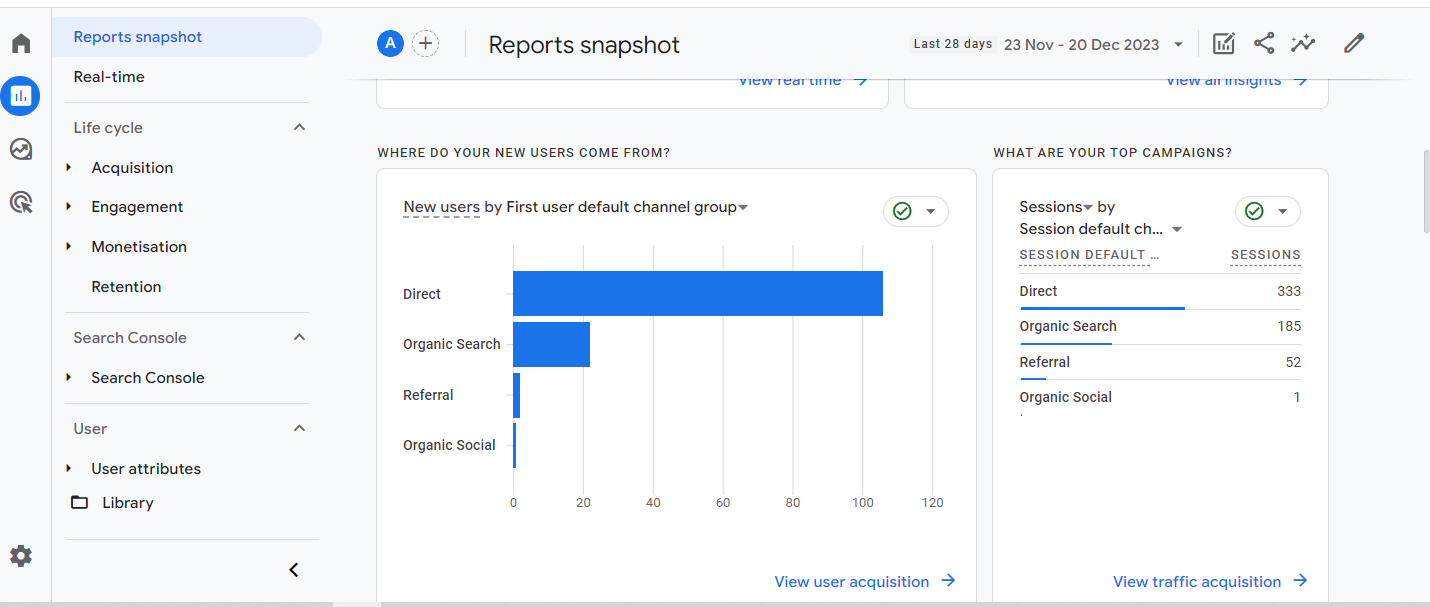 Reports snapshot
Real-time
Life cycle
Acquisition
Engagement
Monetisation
Retention
Search Console
Search Console
User
User attributes
Library
A
Reports snapshot
Last 28 days 23 Nov - 20 Dec 2023
View real time
View all insights
WHERE DO YOUR NEW USERS COME FROM?
New users by First user default channel group
Direct
Organic Search
Referral
Organic Social
0 20 40 60 80 100 120
View user acquisition
WHAT ARE YOUR TOP CAMPAIGNS?
Sessions by
Session default ch...
SESSION DEFAULT ... SESSIONS
Direct 333
Organic Search 185
Referral 52
Organic Social 1
View traffic acquisition